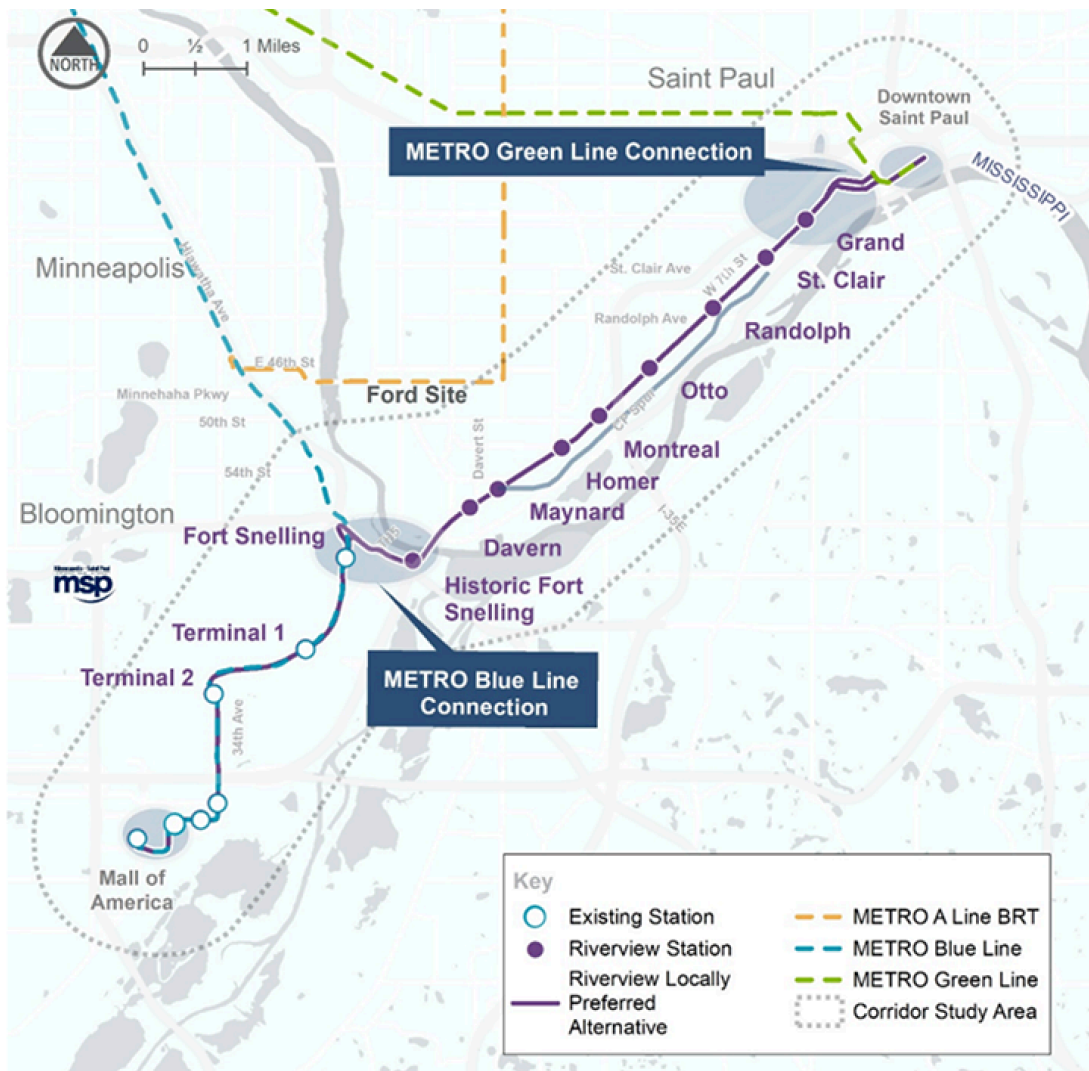 NORTH
0 ½ 1 Miles
Saint Paul
Downtown
Saint Paul
METRO Green Line Connection
MISSISSIPPI
Hiawatha Ave
Minneapolis
Grand
St. Clair Ave
W 7th St
St. Clair
Randolph Ave
Randolph
E 46th St
Minnehaha Pkwy
Ford Site
Otto
50th St
CP Spur
Davert St
Montreal
54th St
Homer
Bloomington
Maynard
I-35E
Fort Snelling
Davern
msp
Historic Fort
Snelling
Terminal 1
Terminal 2
METRO Blue Line
Connection
34th Ave
Mall of
America
Key
Existing Station
Riverview Station
Riverview Locally
Preferred
Alternative
METRO A Line BRT
METRO Blue Line
METRO Green Line
Corridor Study Area